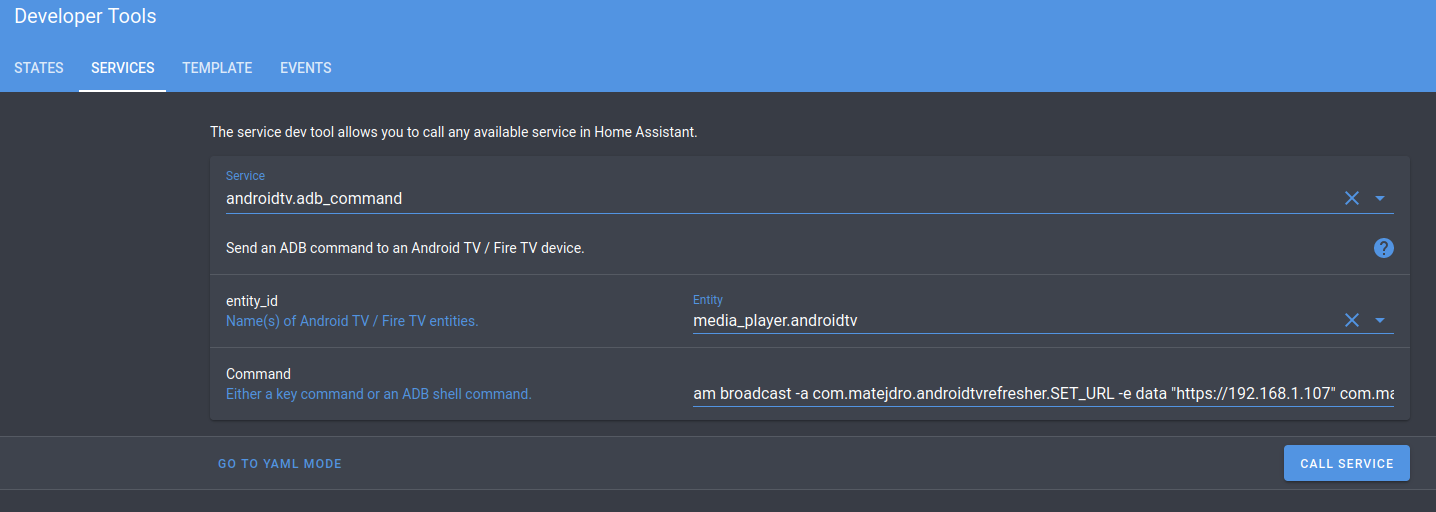 Developer Tools
STATES SERVICES TEMPLATE EVENTS
The service dev tool allows you to call any available service in Home Assistant.
Service
androidtv.adb_command
Send an ADB command to an Android TV / Fire TV device.
entity_id
Name(s) of Android TV / Fire TV entities.
Entity
media_player.androidtv
Command
Either a key command or an ADB shell command.
am broadcast -a com.matejdro.androidtvrefresher.SET_URL -e data "https://192.168.1.107" com.ma
GO TO YAML MODE
CALL SERVICE